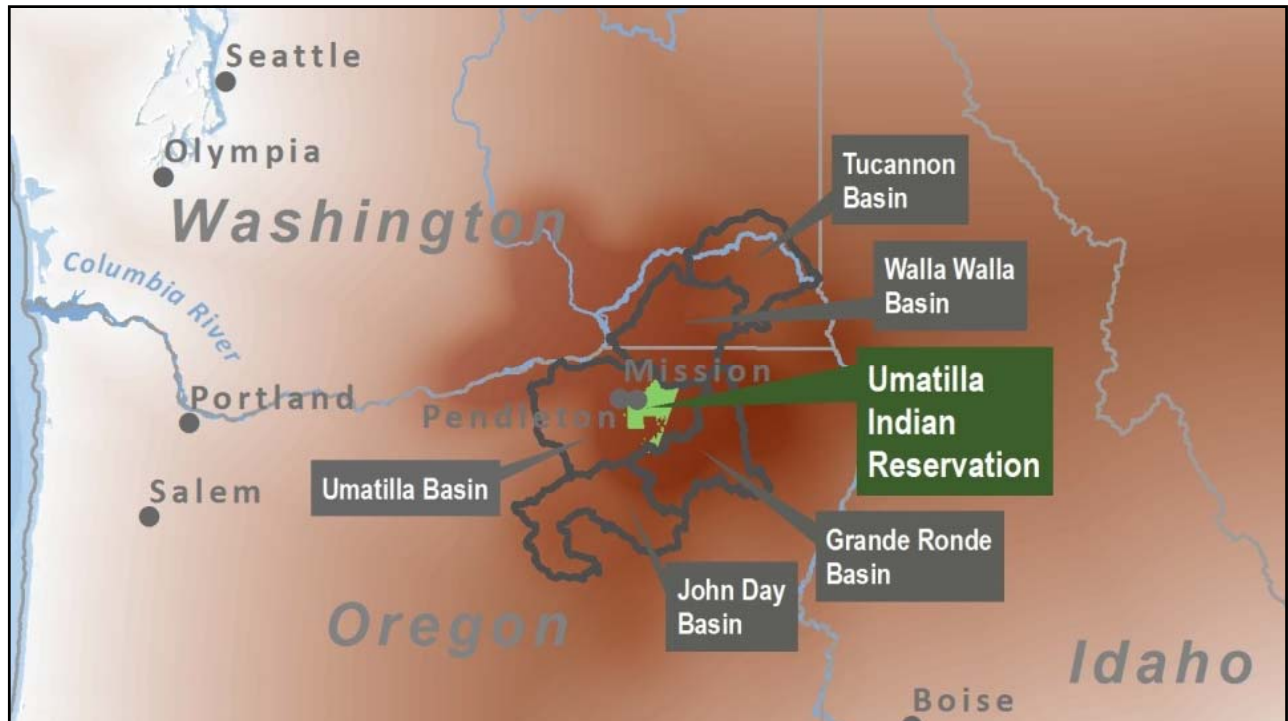 Seattle
Olympia
Washington
Tucannon
Basin
Columbia River
Walla Walla
Basin
Mission
Portland
Pendleton
Umatilla
Indian
Reservation
Salem
Umatilla Basin
Grande Ronde
Basin
John Day
Basin
Oregon
Idaho
Boise